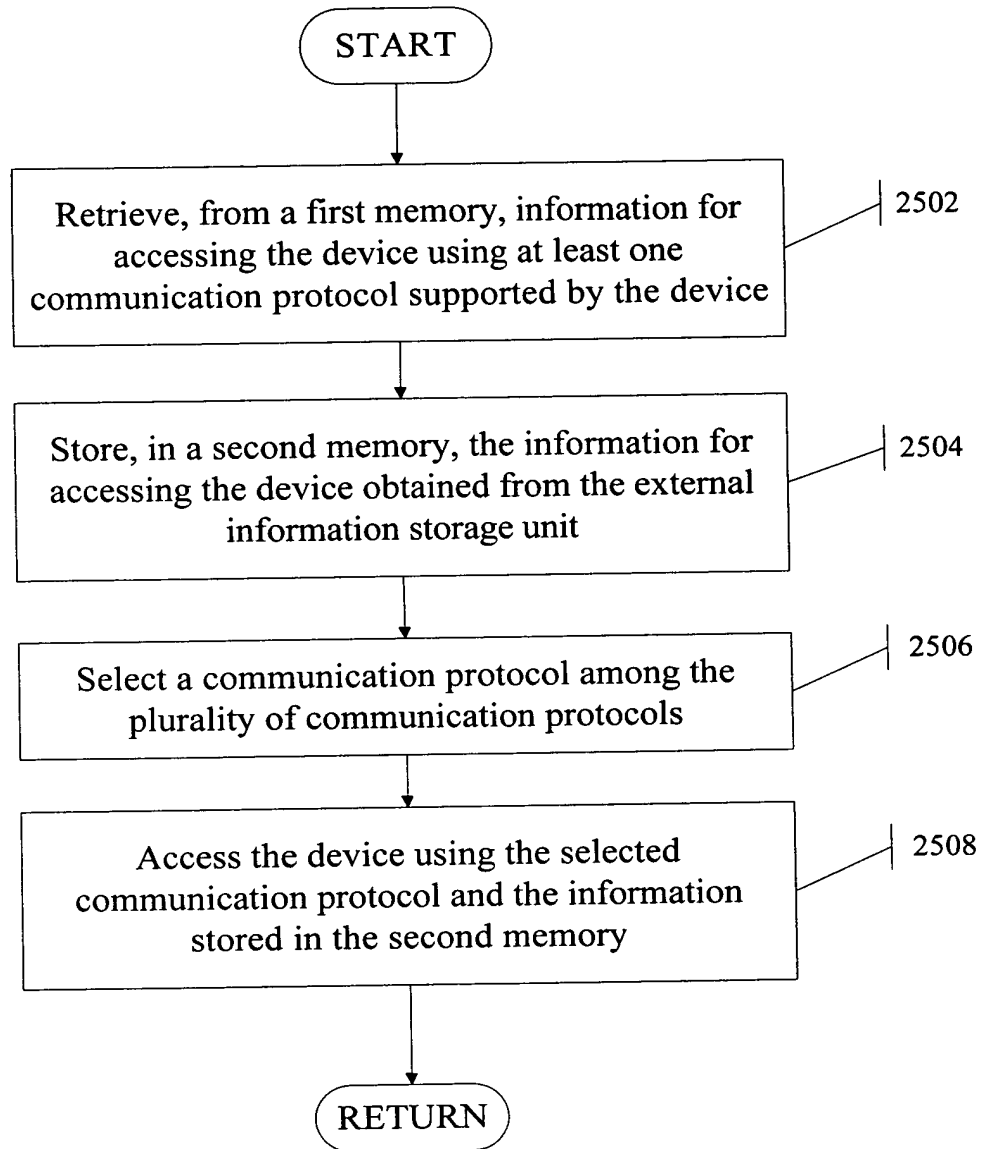 START
Retrieve, from a first memory, information for
accessing the device using at least one
communication protocol supported by the device
2502
Store, in a second memory, the information for
accessing the device obtained from the external
information storage unit
2504
Select a communication protocol among the
plurality of communication protocols
2506
Access the device using the selected
communication protocol and the information
stored in the second memory
2508
RETURN